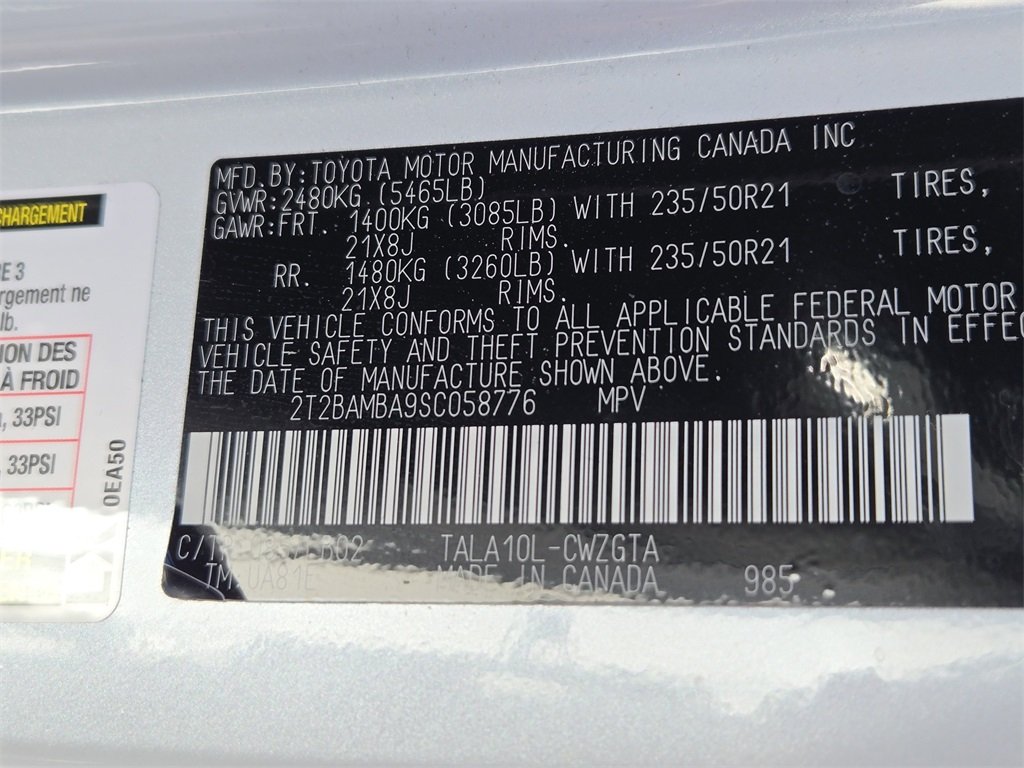 CHARGEMENT
E 3
argement ne
lb.
ION DES
À FROID
, 33PSI
, 33PSI
0EA50
MFD.BY:TOYOTA MOTOR MANUFACTURING CANADA INC
GVWR:2480KG (5465LB)
GAWR:FRT. 1400KG (3085LB) WITH 235/50R21 TIRES,
21X8J RIMS.
RR. 1480KG (3260LB) WITH 235/50R21 TIRES,
21X8J RIMS.
THIS VEHICLE CONFORMS TO ALL APPLICABLE FEDERAL MOTOR
VEHICLE SAFETY AND THEFT PREVENTION STANDARDS IN EFFEC
THE DATE OF MANUFACTURE SHOWN ABOVE.
2T2BAMBA9SC058776 MPV
TALA10L-CWZGTA
MADE IN CANADA 985